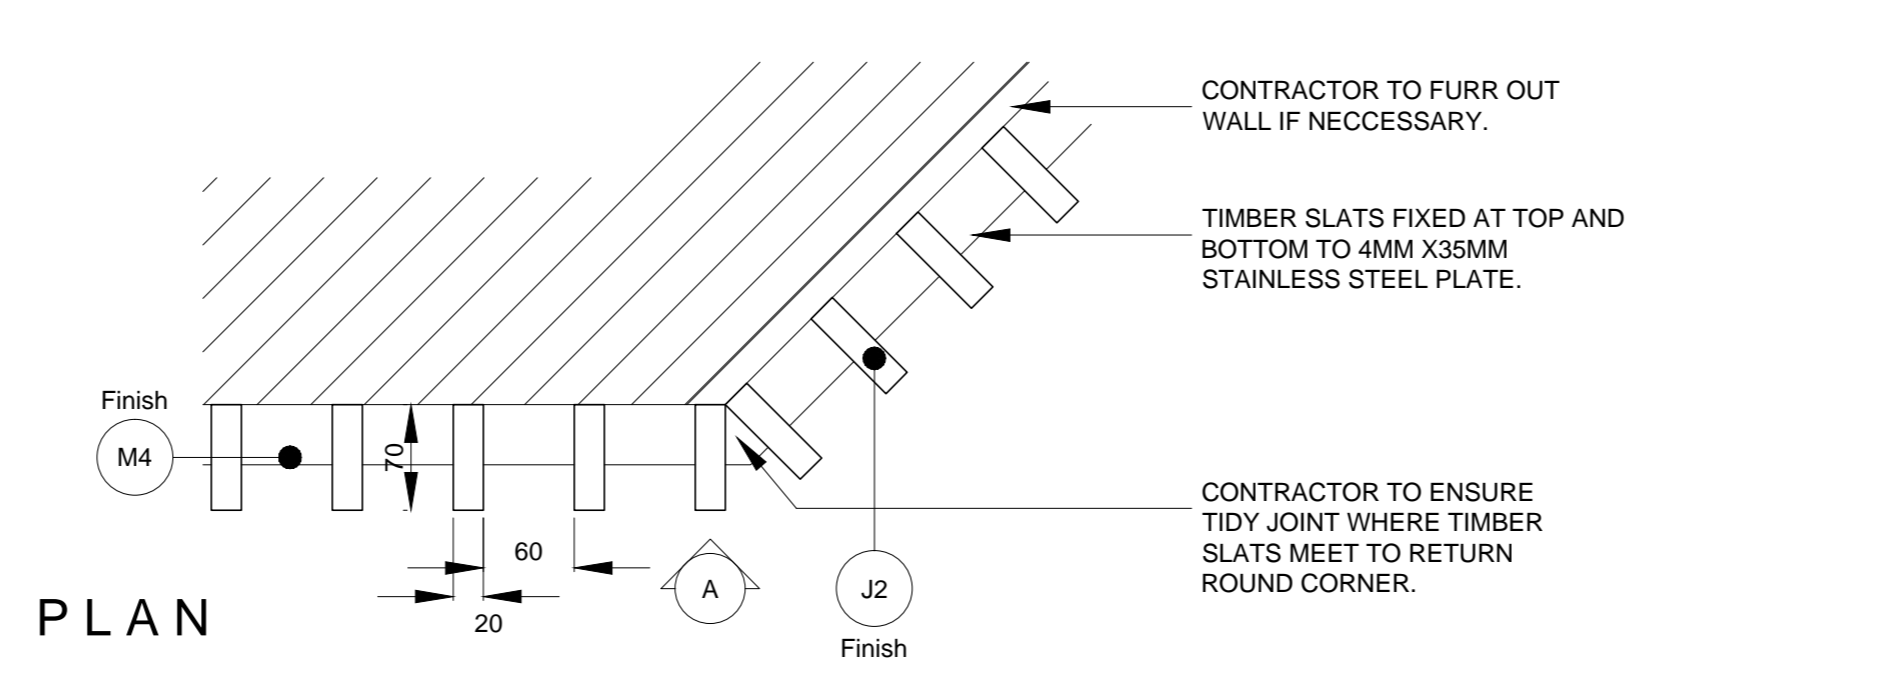 CONTRACTOR TO FURR OUT
WALL IF NECCESSARY.
TIMBER SLATS FIXED AT TOP AND
BOTTOM TO 4MM X35MM
STAINLESS STEEL PLATE.
Finish
M4
70
CONTRACTOR TO ENSURE
TIDY JOINT WHERE TIMBER
SLATS MEET TO RETURN
ROUND CORNER.
60
20
A
J2
Finish
PLAN